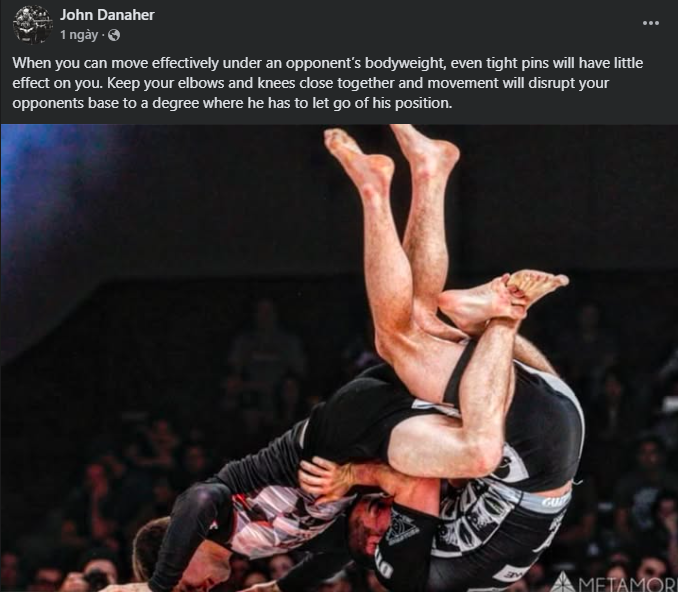 John Danaher
1 ngày ·
When you can move effectively under an opponent's bodyweight, even tight pins will have little
effect on you. Keep your elbows and knees close together and movement will disrupt your
opponents base to a degree where he has to let go of his position.
METAMOR